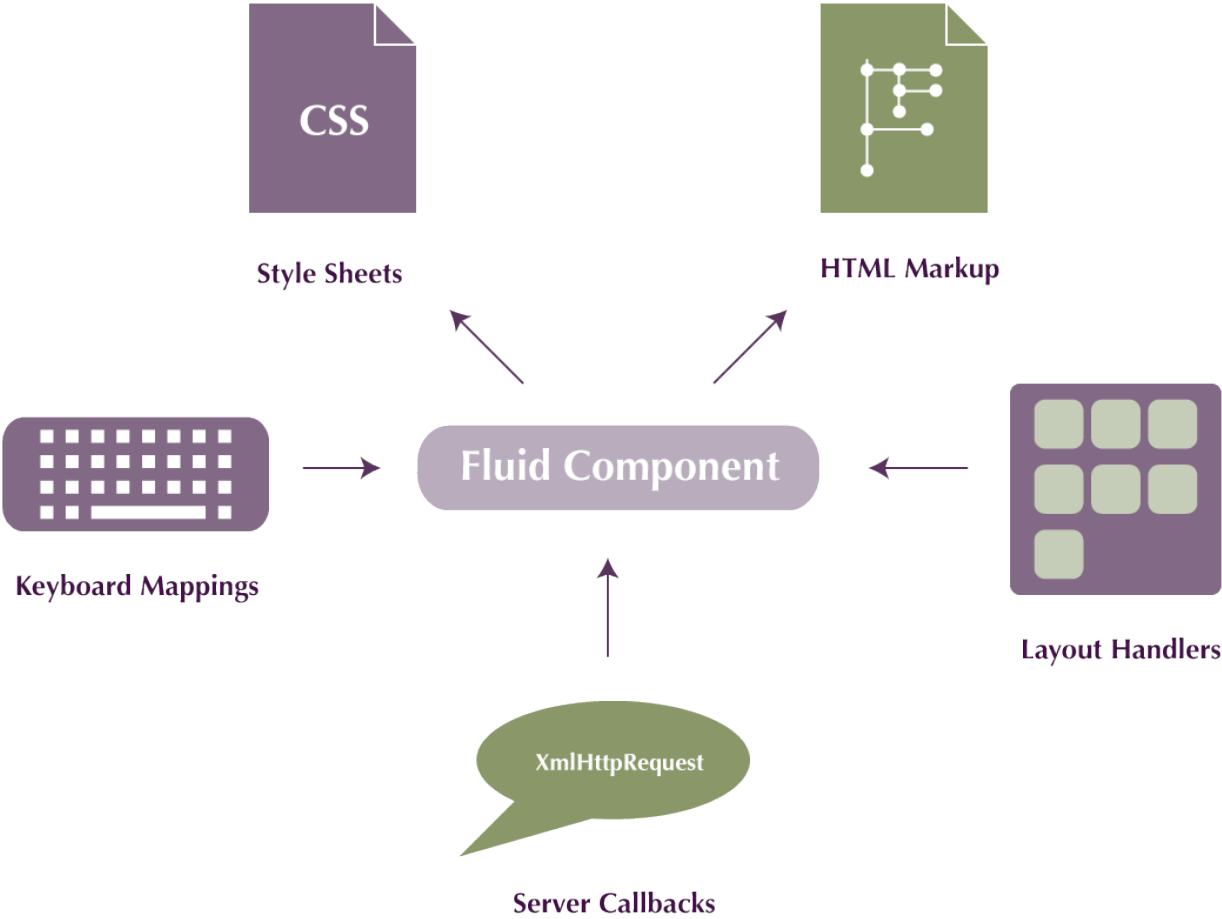 CSS
Style Sheets
HTML Markup
Fluid Component
Keyboard Mappings
Layout Handlers
XmlHttpRequest
Server Callbacks